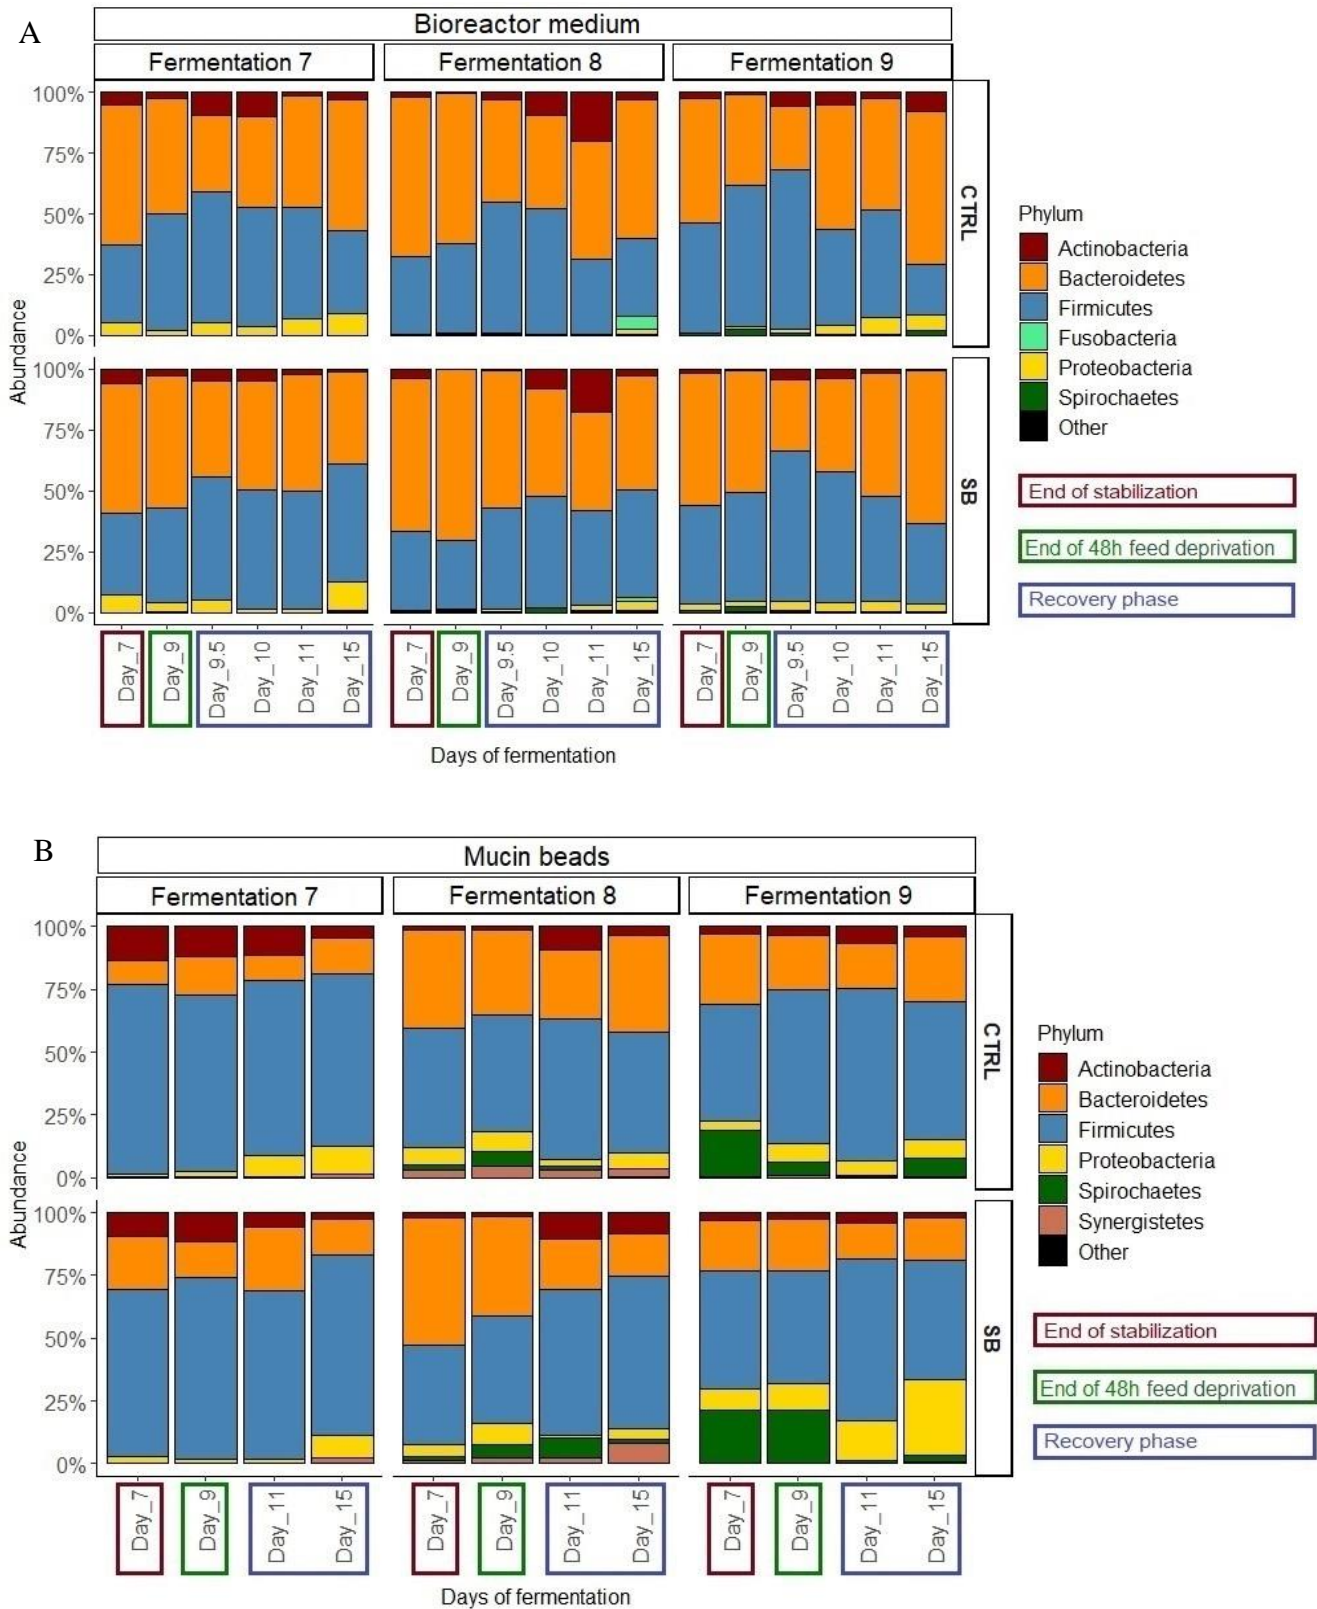 A
Bioreactor medium
Fermentation 7 Fermentation 8 Fermentation 9
100%
75%
50%
25%
0%
CTRL
100%
75%
50%
25%
0%
SB
Abundance
Day_7 Day_9 Day_9.5 Day_10 Day_11 Day_15 Day_7 Day_9 Day_9.5 Day_10 Day_11 Day_15 Day_7 Day_9 Day_9.5 Day_10 Day_11 Day_15
Days of fermentation
Phylum
Actinobacteria
Bacteroidetes
Firmicutes
Fusobacteria
Proteobacteria
Spirochaetes
Other
End of stabilization
End of 48h feed deprivation
Recovery phase
B
Mucin beads
Fermentation 7 Fermentation 8 Fermentation 9
100%
75%
50%
25%
0%
CTRL
100%
75%
50%
25%
0%
SB
Abundance
Day_7 Day_9 Day_11 Day_15 Day_7 Day_9 Day_11 Day_15 Day_7 Day_9 Day_11 Day_15
Days of fermentation
Phylum
Actinobacteria
Bacteroidetes
Firmicutes
Proteobacteria
Spirochaetes
Synergistetes
Other
End of stabilization
End of 48h feed deprivation
Recovery phase